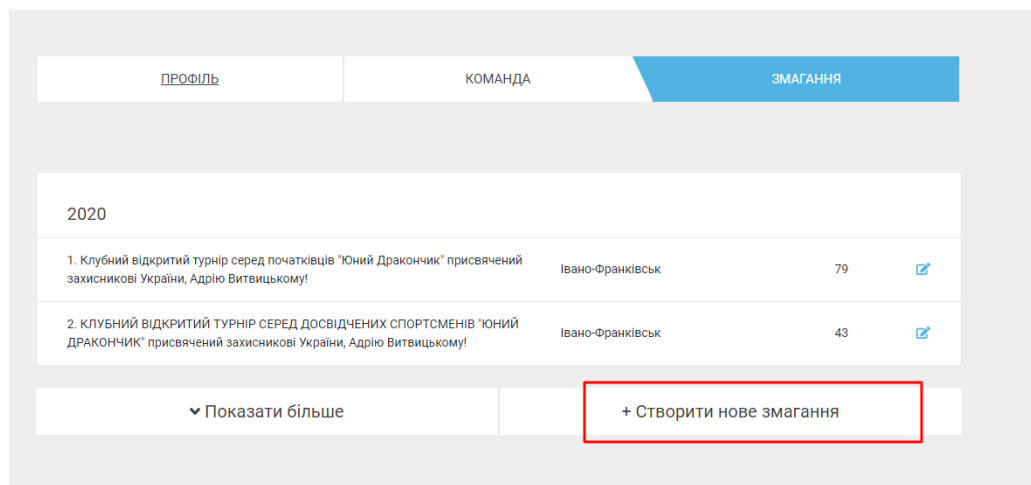 ПРОФІЛЬ КОМАНДА ЗМАГАННЯ
2020
1. Клубний відкритий турнір серед початківців "Юний Дракончик" присвячений
захисникові України, Адрію Витвицькому!
Івано-Франківськ 79
2. КЛУБНИЙ ВІДКРИТИЙ ТУРНІР СЕРЕД ДОСВІДЧЕНИХ СПОРТСМЕНІВ "ЮНИЙ
ДРАКОНЧИК" присвячений захисникові України, Адрію Витвицькому!
Івано-Франківськ 43
Показати більше + Створити нове змагання